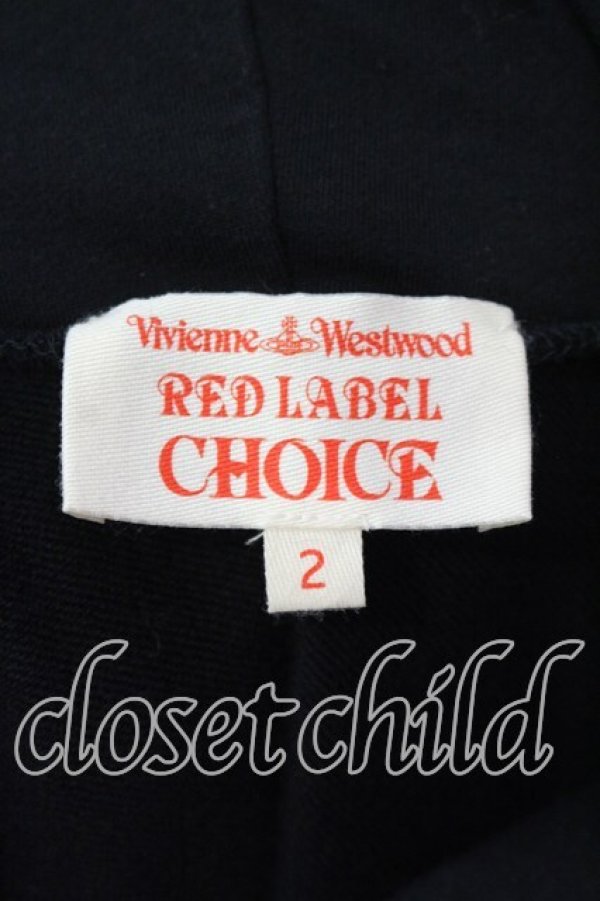 Vivienne Westwood
RED LABEL
CHOICE
2
closet child